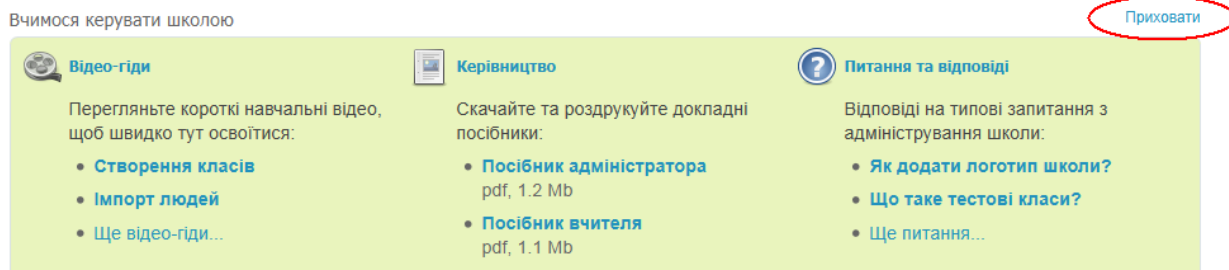 Вчимося керувати школою
Приховати
Відео-гіди
Перегляньте короткі навчальні відео,
щоб швидко тут освоїтися:
Створення класів
Імпорт людей
Ще відео-гіди...
Керівництво
Скачайте та роздрукуйте докладні
посібники:
Посібник адміністратора
pdf, 1.2 Mb
Посібник вчителя
pdf, 1.1 Mb
Питання та відповіді
Відповіді на типові запитання з
адміністрування школи:
Як додати логотип школи?
Що таке тестові класи?
Ще питання...